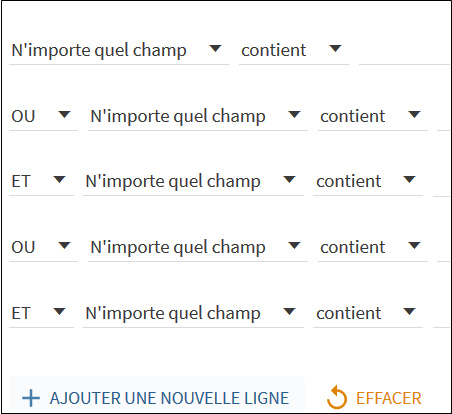 N'importe quel champ contient
OU N'importe quel champ contient
ET N'importe quel champ contient
OU N'importe quel champ contient
ET N'importe quel champ contient
AJOUTER UNE NOUVELLE LIGNE EFFACER